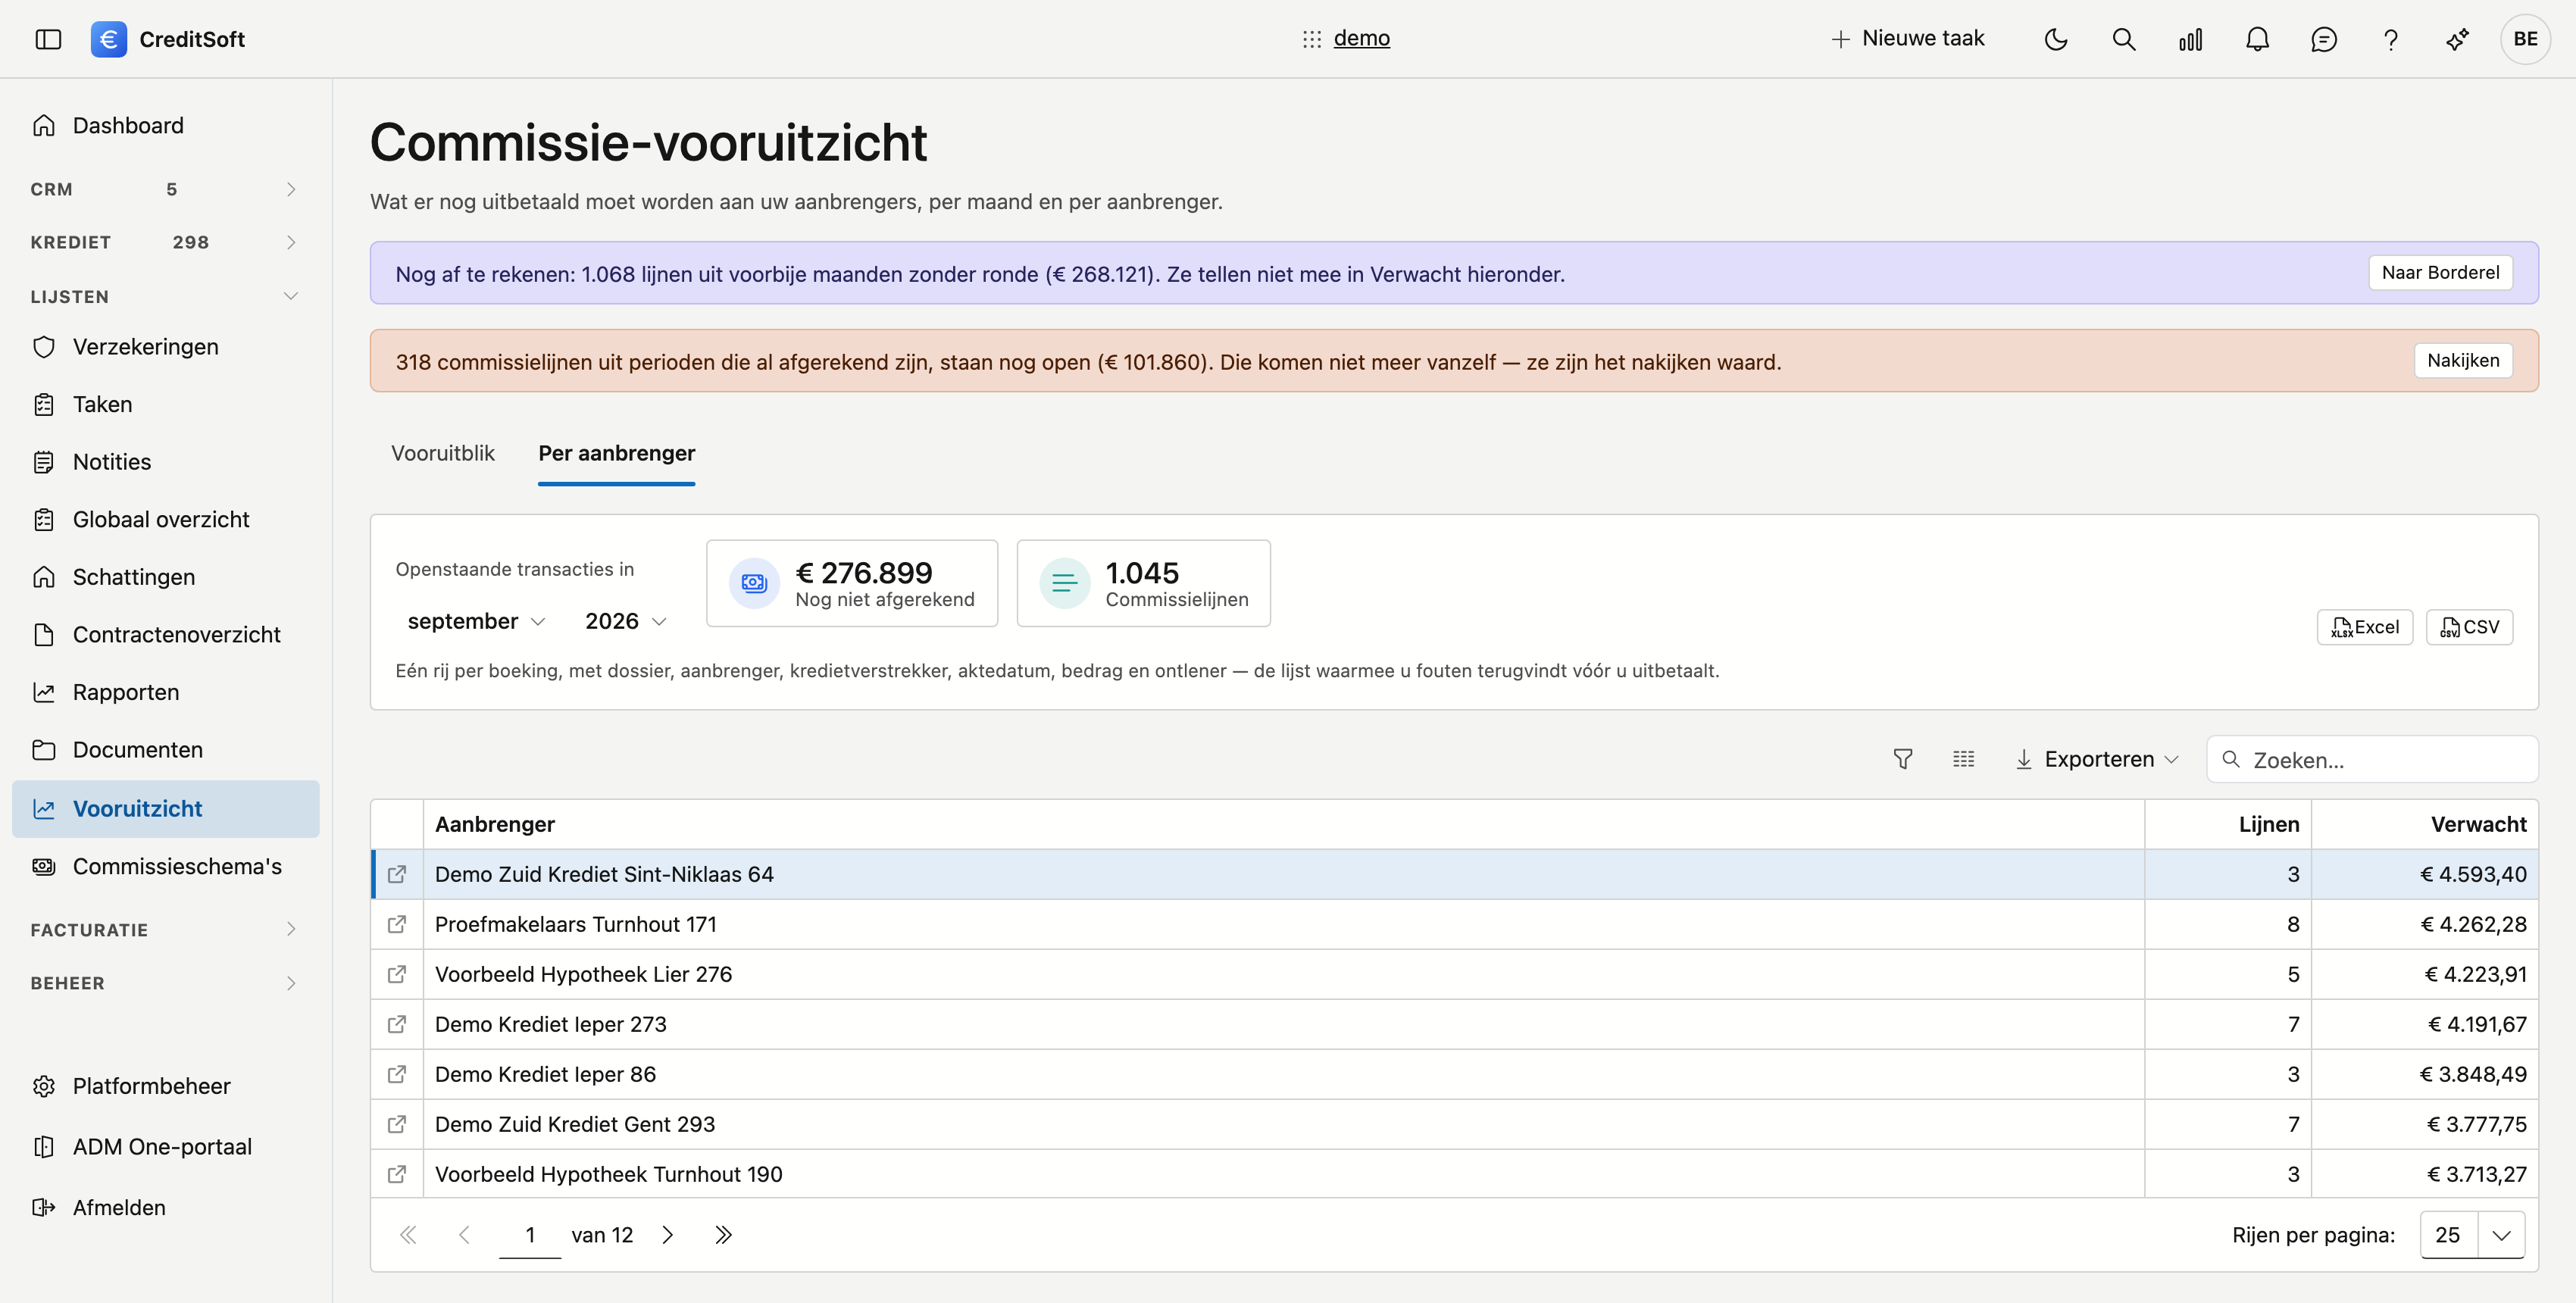 CreditSoft
demo
Nieuwe taak
BE
Dashboard
CRM 5
KREDIET 298
LIJSTEN
Verzekeringen
Taken
Notities
Globaal overzicht
Schattingen
Contractenoverzicht
Rapporten
Documenten
Vooruitzicht
Commissieschema's
FACTURATIE
BEHEER
Platformbeheer
ADM One-portaal
Afmelden
Commissie-vooruitzicht
Wat er nog uitbetaald moet worden aan uw aanbrengers, per maand en per aanbrenger.
Nog af te rekenen: 1.068 lijnen uit voorbije maanden zonder ronde (€ 268.121). Ze tellen niet mee in Verwacht hieronder.
Naar Borderel
318 commissielijnen uit perioden die al afgerekend zijn, staan nog open (€ 101.860). Die komen niet meer vanzelf — ze zijn het nakijken waard.
Nakijken
Vooruitblik
Per aanbrenger
Openstaande transacties in
september 2026
€ 276.899
Nog niet afgerekend
1.045
Commissielijnen
XLSX Excel
CSV CSV
Eén rij per boeking, met dossier, aanbrenger, kredietverstrekker, aktedatum, bedrag en ontlener — de lijst waarmee u fouten terugvindt vóór u uitbetaalt.
Exporteren
Zoeken...
Aanbrenger Lijnen Verwacht
Demo Zuid Krediet Sint-Niklaas 64 3 € 4.593,40
Proefmakelaars Turnhout 171 8 € 4.262,28
Voorbeeld Hypotheek Lier 276 5 € 4.223,91
Demo Krediet Ieper 273 7 € 4.191,67
Demo Krediet Ieper 86 3 € 3.848,49
Demo Zuid Krediet Gent 293 7 € 3.777,75
Voorbeeld Hypotheek Turnhout 190 3 € 3.713,27
1 van 12
Rijen per pagina: 25